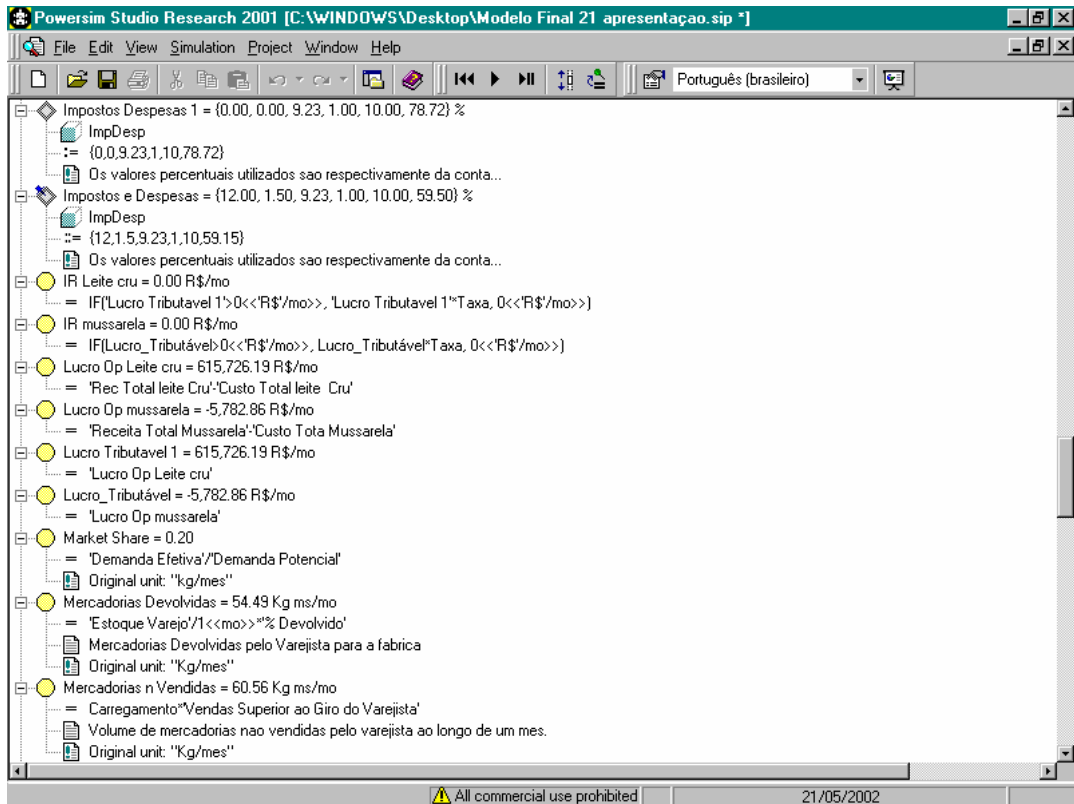 Powersim Studio Research 2001 [C:\WINDOWS\Desktop\Modelo Final 21 apresentaçao.sip *]
File Edit View Simulation Project Window Help
Português (brasileiro)
Impostos Despesas 1 = {0.00, 0.00, 9.23, 1.00, 10.00, 78.72} %
ImpDesp
:= {0,0,9.23,1,10,78.72}
Os valores percentuais utilizados sao respectivamente da conta...
Impostos e Despesas = {12.00, 1.50, 9.23, 1.00, 10.00, 59.50} %
ImpDesp
::= {12,1.5,9.23,1,10,59.15}
Os valores percentuais utilizados sao respectivamente da conta...
IR Leite cru = 0.00 R$/mo
= IF('Lucro Tributavel 1'>0<<'R$'/mo>>, 'Lucro Tributavel 1'*Taxa, 0<<'R$'/mo>>)
IR mussarela = 0.00 R$/mo
= IF(Lucro_Tributável>0<<'R$'/mo>>, Lucro_Tributável*Taxa, 0<<'R$'/mo>>)
Lucro Op Leite cru = 615,726.19 R$/mo
= 'Rec Total leite Cru'-'Custo Total leite  Cru'
Lucro Op mussarela = -5,782.86 R$/mo
= 'Receita Total Mussarela'-'Custo Tota Mussarela'
Lucro Tributavel 1 = 615,726.19 R$/mo
= 'Lucro Op Leite cru'
Lucro_Tributável = -5,782.86 R$/mo
= 'Lucro Op mussarela'
Market Share = 0.20
= 'Demanda Efetiva'/'Demanda Potencial'
Original unit: "kg/mes"
Mercadorias Devolvidas = 54.49 Kg ms/mo
= 'Estoque Varejo'/1<<mo>>*'% Devolvido'
Mercadorias Devolvidas pelo Varejista para a fabrica
Original unit: "Kg/mes"
Mercadorias n Vendidas = 60.56 Kg ms/mo
= Carregamento*'Vendas Superior ao Giro do Varejista'
Volume de mercadorias nao vendidas pelo varejista ao longo de um mes.
Original unit: "Kg/mes"
All commercial use prohibited
21/05/2002